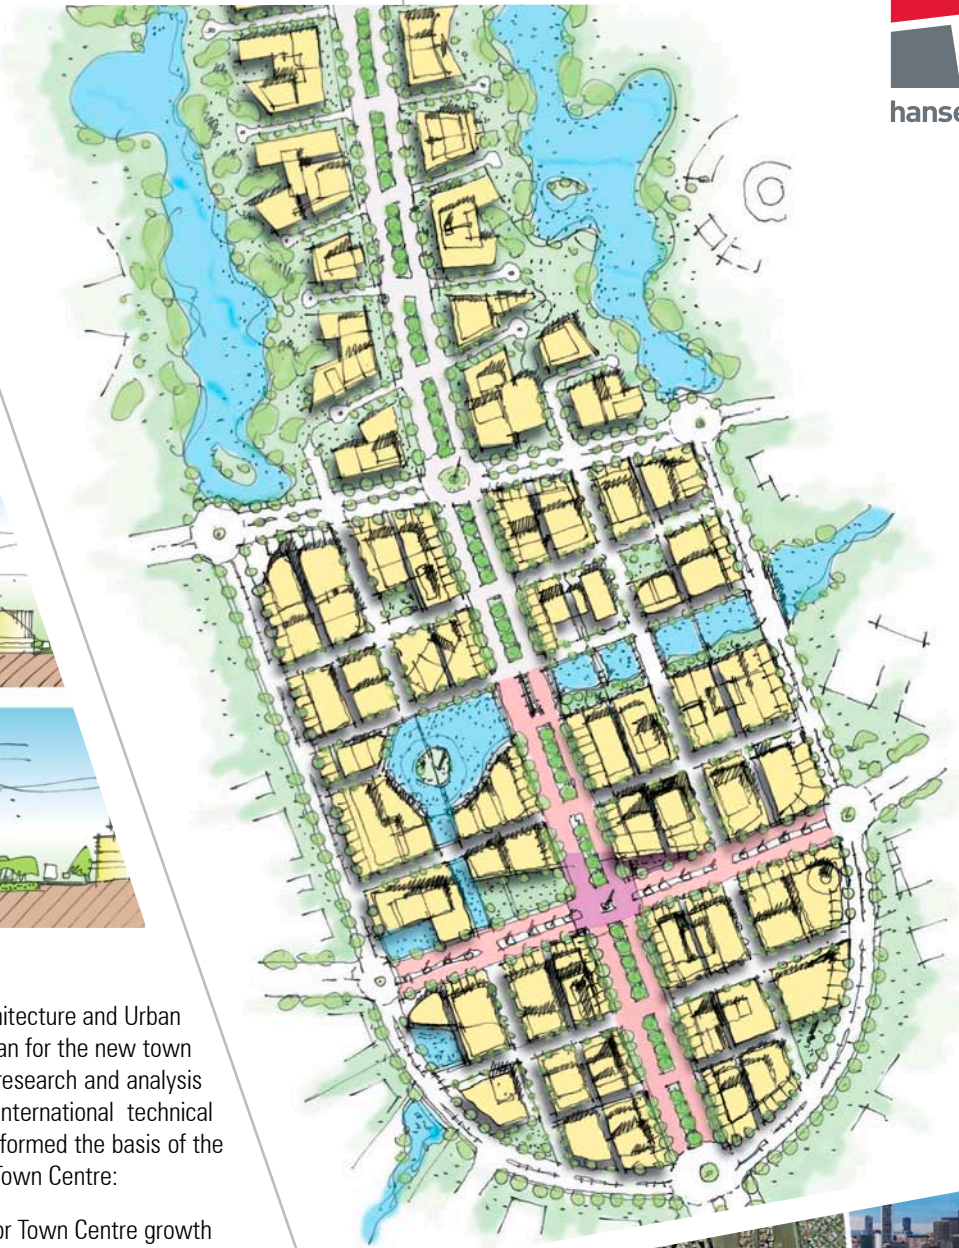 hanse
hitecture and Urban
an for the new town
research and analysis
international technical
formed the basis of the
Town Centre:
or Town Centre growth